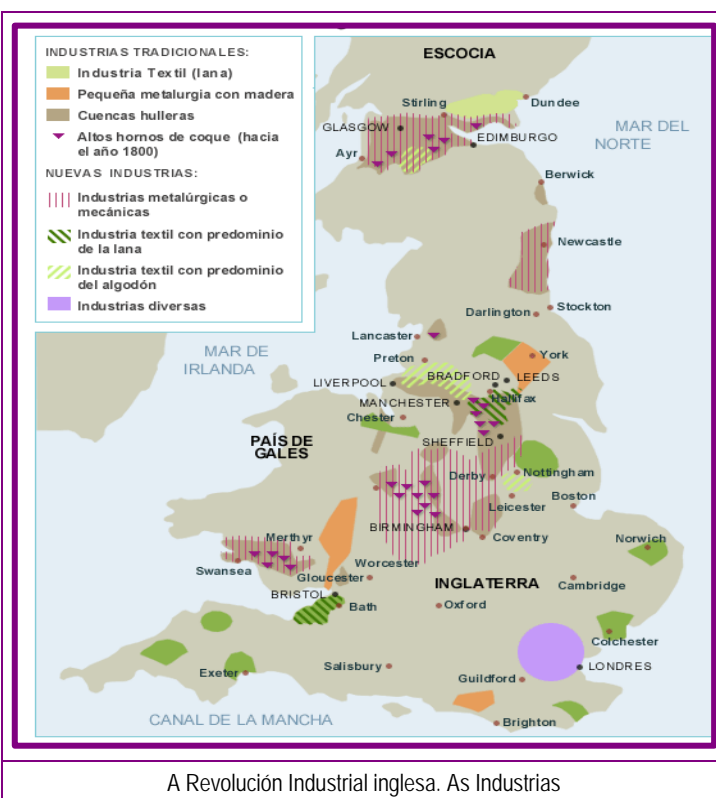 INDUSTRIAS TRADICIONALES:
Industria Textil (lana)
Pequeña metalurgia con madera
Cuencas hulleras
Altos hornos de coque (hacia
el año 1800)
NUEVAS INDUSTRIAS:
Industrias metalúrgicas o
mecánicas
Industria textil con predominio
de la lana
Industria textil con predominio
del algodón
Industrias diversas
ESCOCIA
Stirling
Dundee
GLASGOW
EDIMBURGO
MAR DEL
NORTE
Ayr
Berwick
Newcastle
Darlington
Stockton
Lancaster
MAR DE
IRLANDA
Preton
York
BRADFORD
LEEDS
LIVERPOOL
Hallifax
MANCHESTER
Chester
PAÍS DE
GALES
SHEFFIELD
Derby
Nottingham
Leicester
Boston
BIRMINGHAM
Coventry
Norwich
Merthyr
Worcester
Swansea
Gloucester
INGLATERRA
Cambridge
BRISTOL
Bath
Oxford
Colchester
Exeter
Salisbury
LONDRES
Guildford
CANAL DE LA MANCHA
Brighton
A Revolución Industrial inglesa. As Industrias